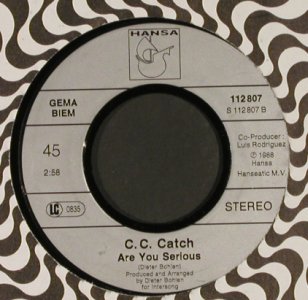 HANSA
GEMA
BIEM
112 807
S 112 807 B
45
2:58
Co-Producer:
Luis Rodriguez
Ⓟ 1988
Hansa
Hanseatic M.V
LC 0835
STEREO
C. C. Catch
Are You Serious
(Dieter Bohlen)
Produced and Arranged
by Dieter Bohlen
for Intersong